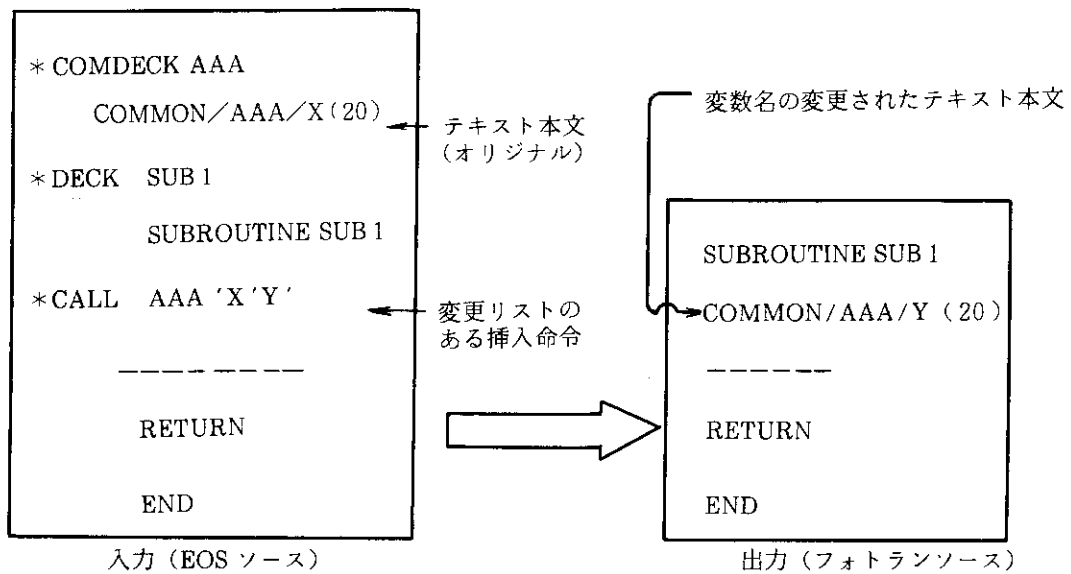 ＊COMDECK AAA
COMMON／AAA／X(20)
テキスト本文
(オリジナル)
＊DECK SUB 1
SUBROUTINE SUB 1
＊CALL AAA 'X'Y'
変更リストの
ある挿入命令
---------
RETURN
END
入力（EOS ソース）
変数名の変更されたテキスト本文
SUBROUTINE SUB 1
COMMON/AAA/Y (20)
------
RETURN
END
出力（フォトランソース）